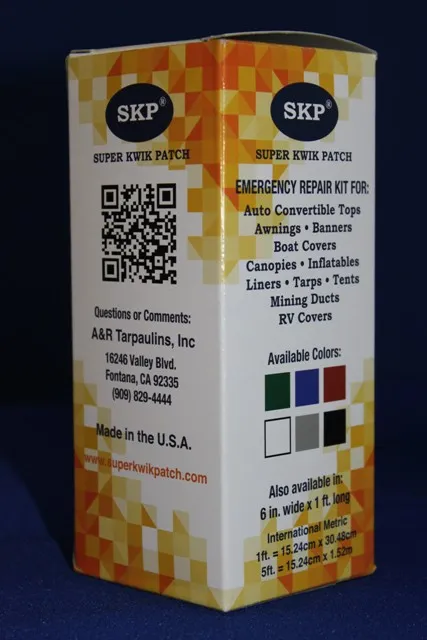 SKP®
SUPER KWIK PATCH
Questions or Comments:
A&R Tarpaulins, Inc
16246 Valley Blvd.
Fontana, CA 92335
(909) 829-4444
Made in the U.S.A.
www.superkwikpatch.com
SKP®
SUPER KWIK PATCH
EMERGENCY REPAIR KIT FOR:
Auto Convertible Tops
Awnings • Banners
Boat Covers
Canopies • Inflatables
Liners • Tarps • Tents
Mining Ducts
RV Covers
Available Colors:
Also available in:
6 in. wide x 1 ft. long
International Metric
1ft. = 15.24cm x 30.48cm
5ft. = 15.24cm x 1.52m